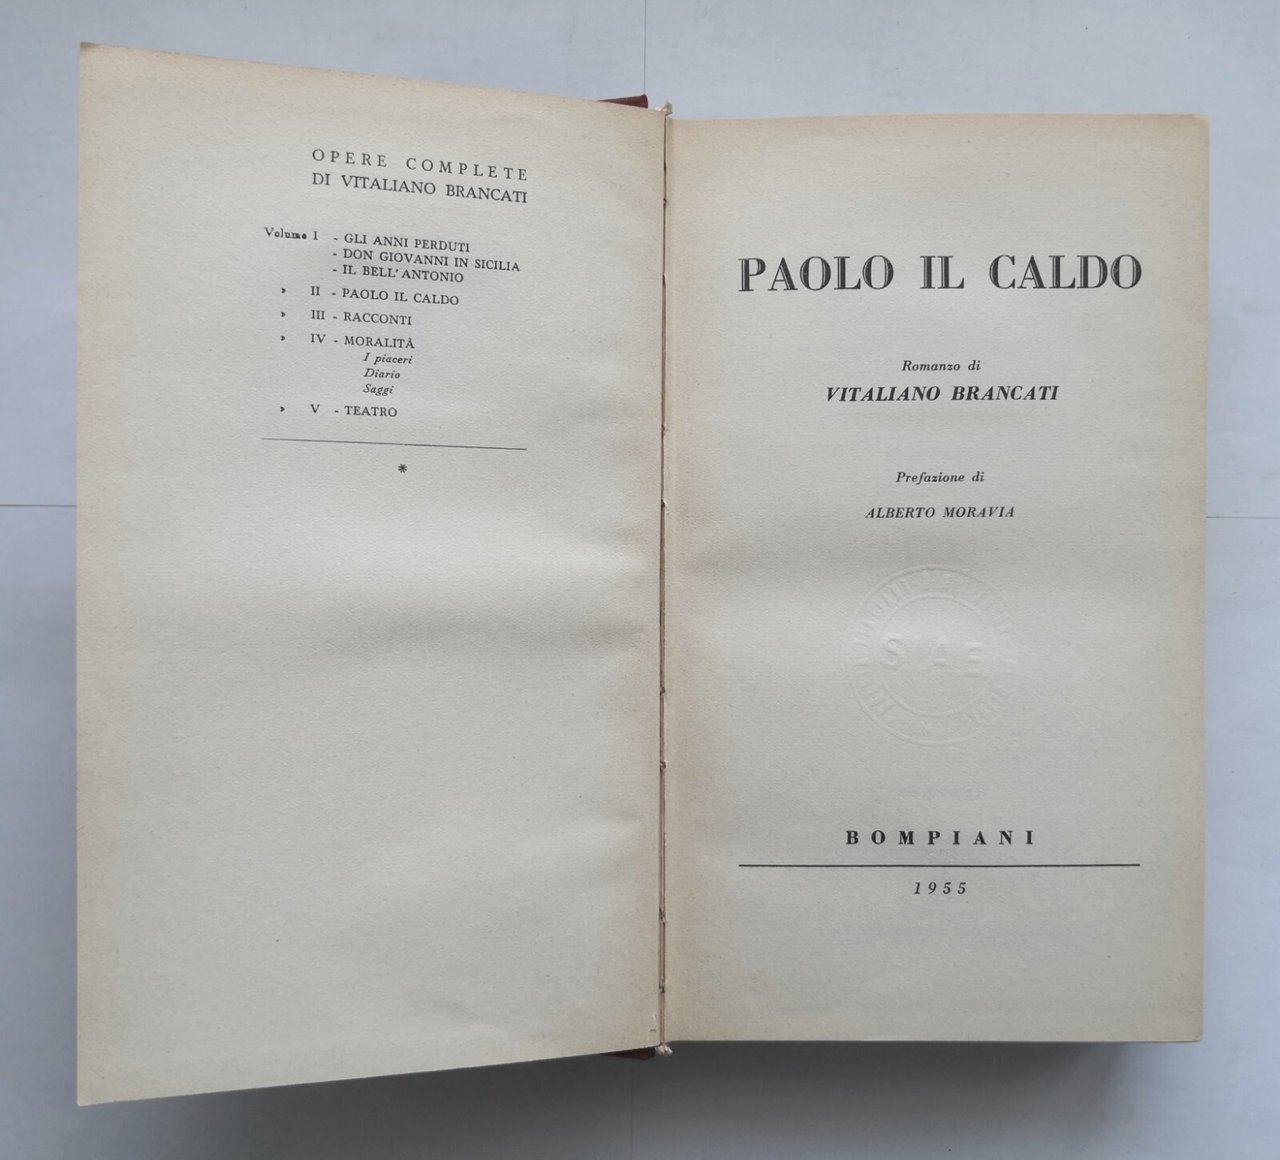 OPERE COMPLETE
DI VITALIANO BRANCATI
Volume I - GLI ANNI PERDUTI
- DON GIOVANNI IN SICILIA
- IL BELL'ANTONIO
» II - PAOLO IL CALDO
» III - RACCONTI
» IV - MORALITÀ
I piaceri
Diario
Saggi
» V - TEATRO
*
PAOLO IL CALDO
Romanzo di
VITALIANO BRANCATI
Prefazione di
ALBERTO MORAVIA
SIAE
BOMPIANI
1955